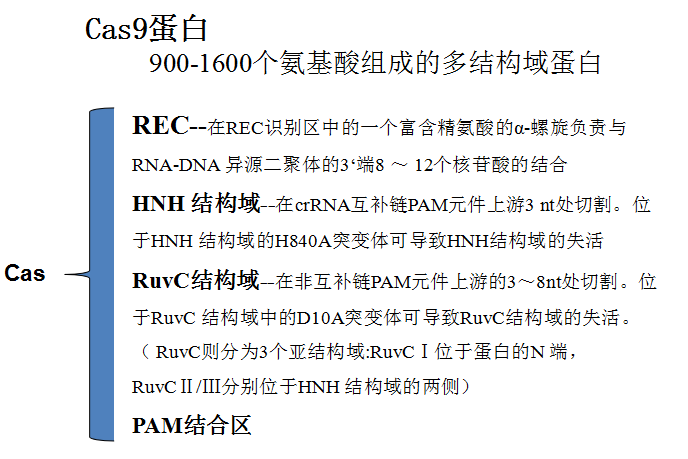 Cas9蛋白
900-1600个氨基酸组成的多结构域蛋白
REC--在REC识别区中的一个富含精氨酸的α-螺旋负责与
RNA-DNA 异源二聚体的3‘端8 ～ 12个核苷酸的结合
HNH 结构域--在crRNA互补链PAM元件上游3 nt处切割。位
于HNH 结构域的H840A突变体可导致HNH结构域的失活
Cas
RuvC结构域--在非互补链PAM元件上游的3～8nt处切割。位
于RuvC 结构域中的D10A突变体可导致RuvC结构域的失活。
（ RuvC则分为3个亚结构域:RuvCⅠ位于蛋白的N 端，
RuvCⅡ/Ⅲ分别位于HNH 结构域的两侧）
PAM结合区